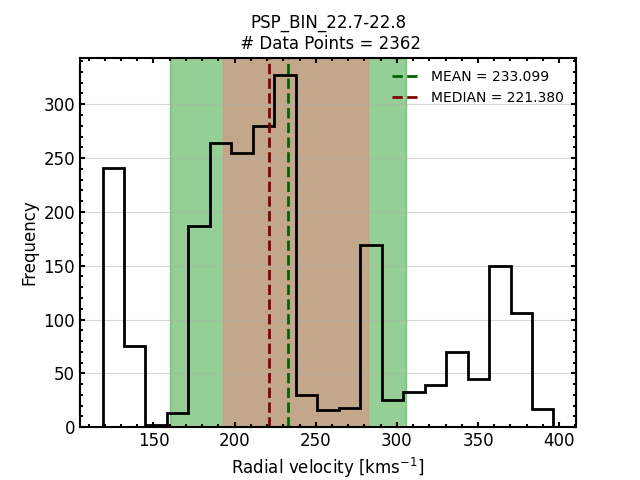 PSP_BIN_22.7-22.8
# Data Points = 2362
MEAN = 233.099
MEDIAN = 221.380
Frequency
300
250
200
150
100
50
0
150 200 250 300 350 400
Radial velocity [kms⁻¹]